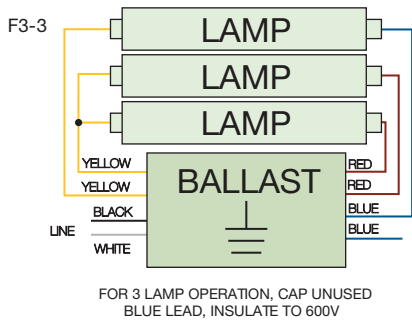 F3-3
LAMP
LAMP
LAMP
YELLOW
YELLOW
BLACK
LINE
WHITE
BALLAST
RED
RED
BLUE
BLUE
FOR 3 LAMP OPERATION, CAP UNUSED
BLUE LEAD, INSULATE TO 600V